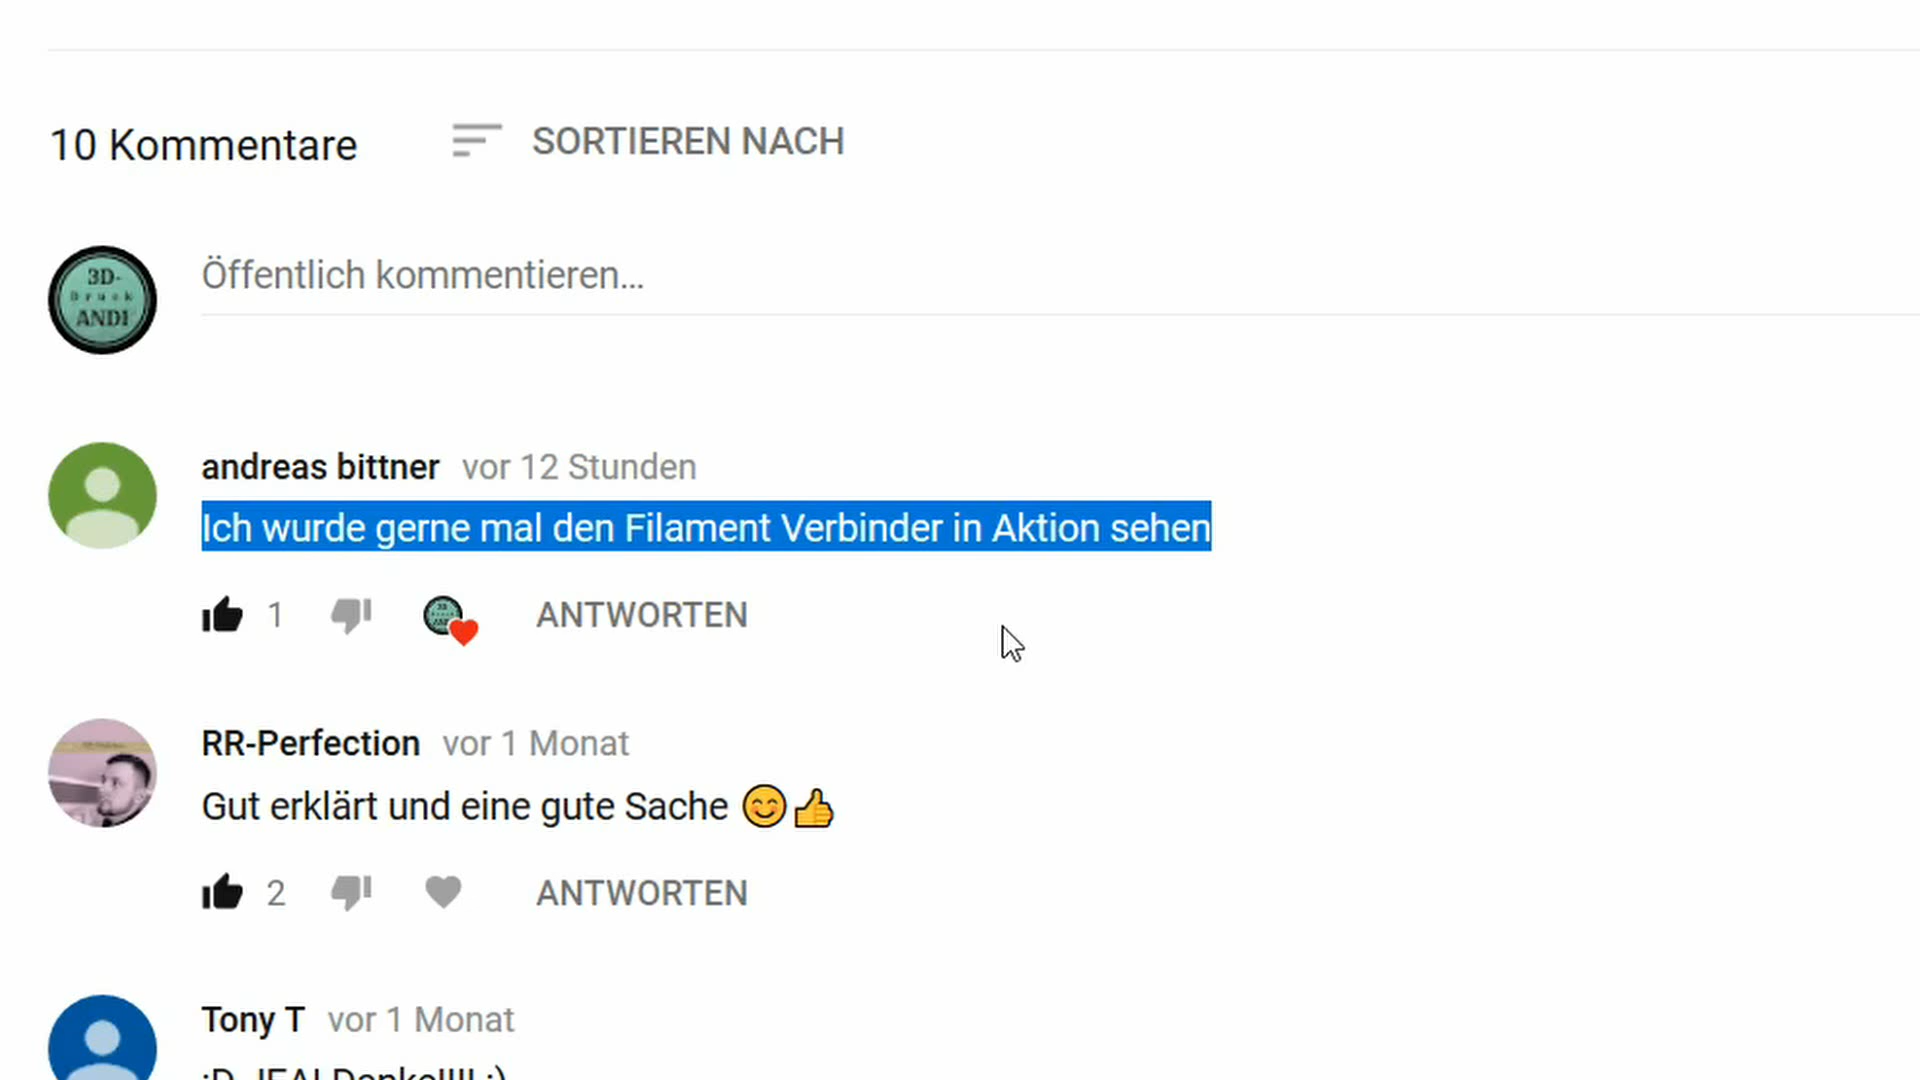 10 Kommentare
SORTIEREN NACH
3D-
Druck
ANDI
Öffentlich kommentieren...
andreas bittner vor 12 Stunden
Ich wurde gerne mal den Filament Verbinder in Aktion sehen
1
ANTWORTEN
RR-Perfection vor 1 Monat
Gut erklärt und eine gute Sache 😊👍
2
ANTWORTEN
Tony T vor 1 Monat